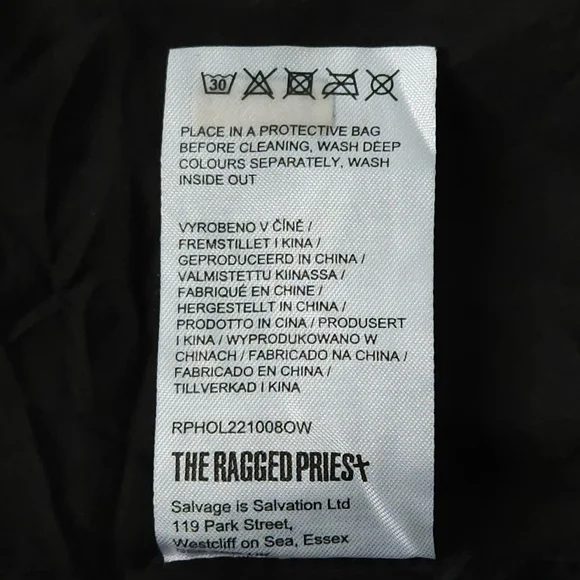 30
PLACE IN A PROTECTIVE BAG
BEFORE CLEANING, WASH DEEP
COLOURS SEPARATELY, WASH
INSIDE OUT
VYROBENO V ČÍNĚ /
FREMSTILLET I KINA /
GEPRODUCEERD IN CHINA /
VALMISTETTU KIINASSA /
FABRIQUÉ EN CHINE /
HERGESTELLT IN CHINA /
PRODOTTO IN CINA / PRODUSERT
I KINA / WYPRODUKOWANO W
CHINACH / FABRICADO NA CHINA /
FABRICADO EN CHINA /
TILLVERKAD I KINA
RPHOL221008OW
THE RAGGED PRIEST
Salvage is Salvation Ltd
119 Park Street,
Westcliff on Sea, Essex